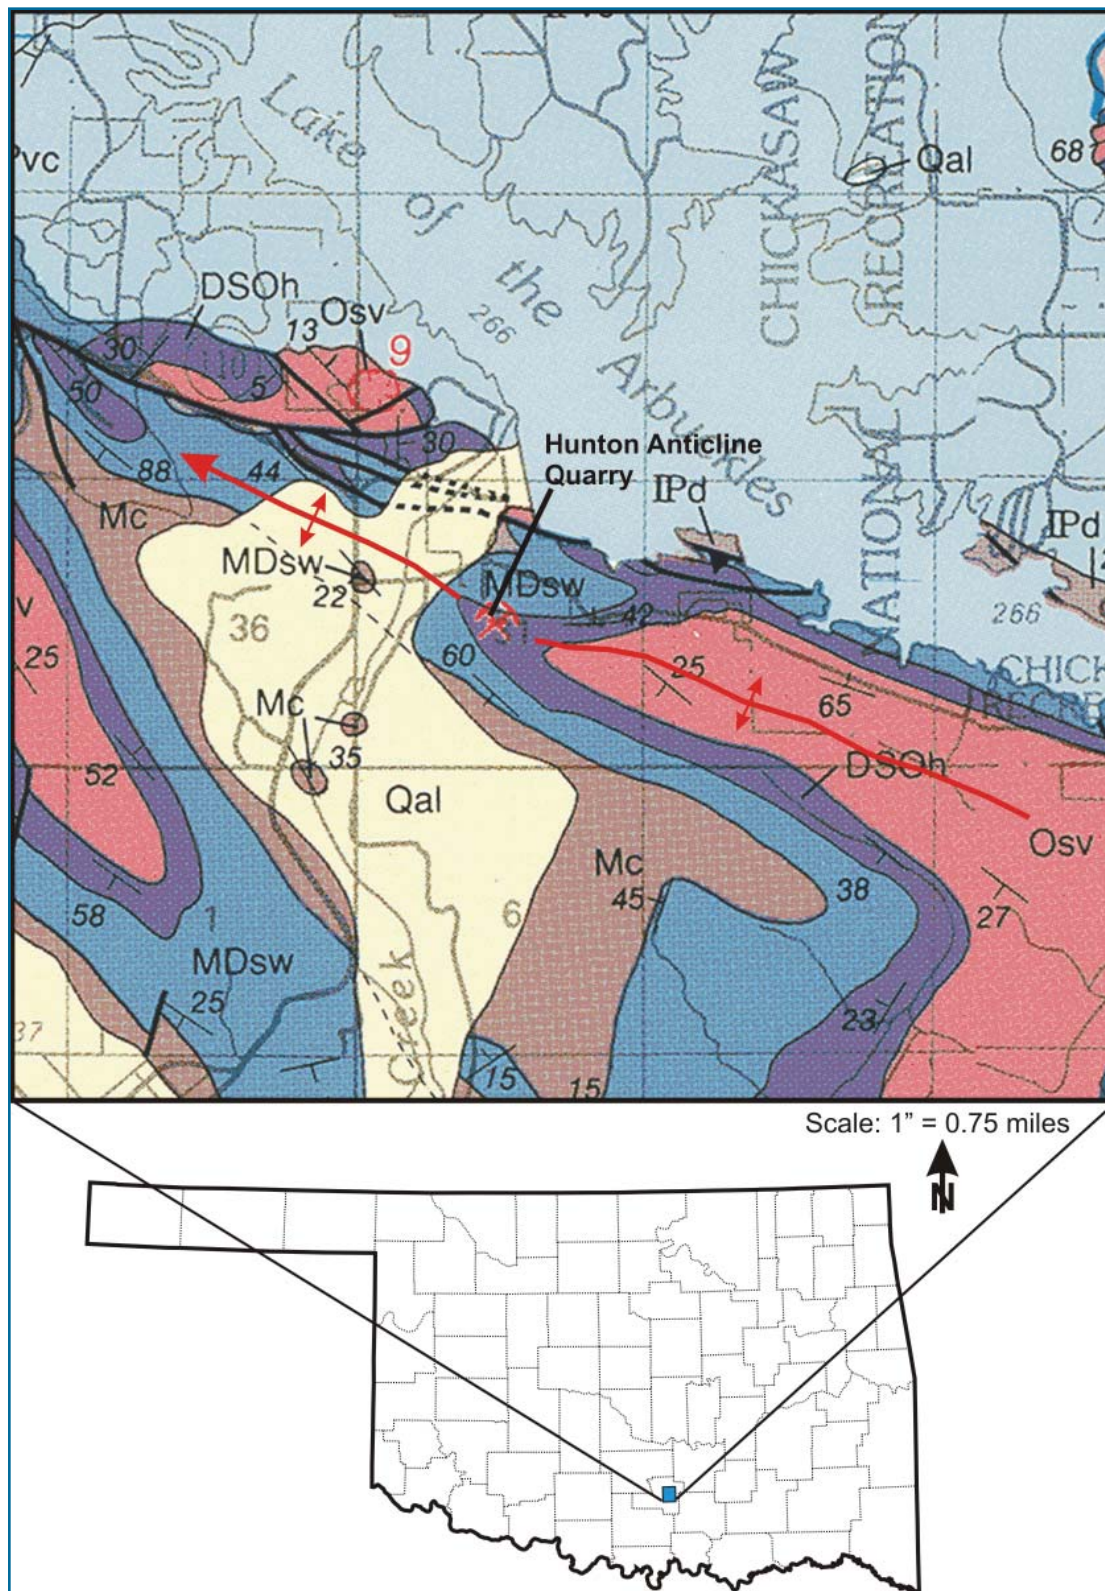 Lake
of
the
Arbuckles
CHICKASAW
NATIONAL
RECREATION
Qal
68
Pvc
DSOh
13
Osv
9
266
30
10
5
50
30
Hunton Anticline
Quarry
88
44
IPd
IPd
Mc
MDsw
MDsw
22
42
266
36
60
25
65
25
Mc
35
DSOh
52
Qal
Osv
Mc
45
38
27
58
1
6
MDsw
25
23
37
Creek
15
15
Scale: 1" = 0.75 miles
N